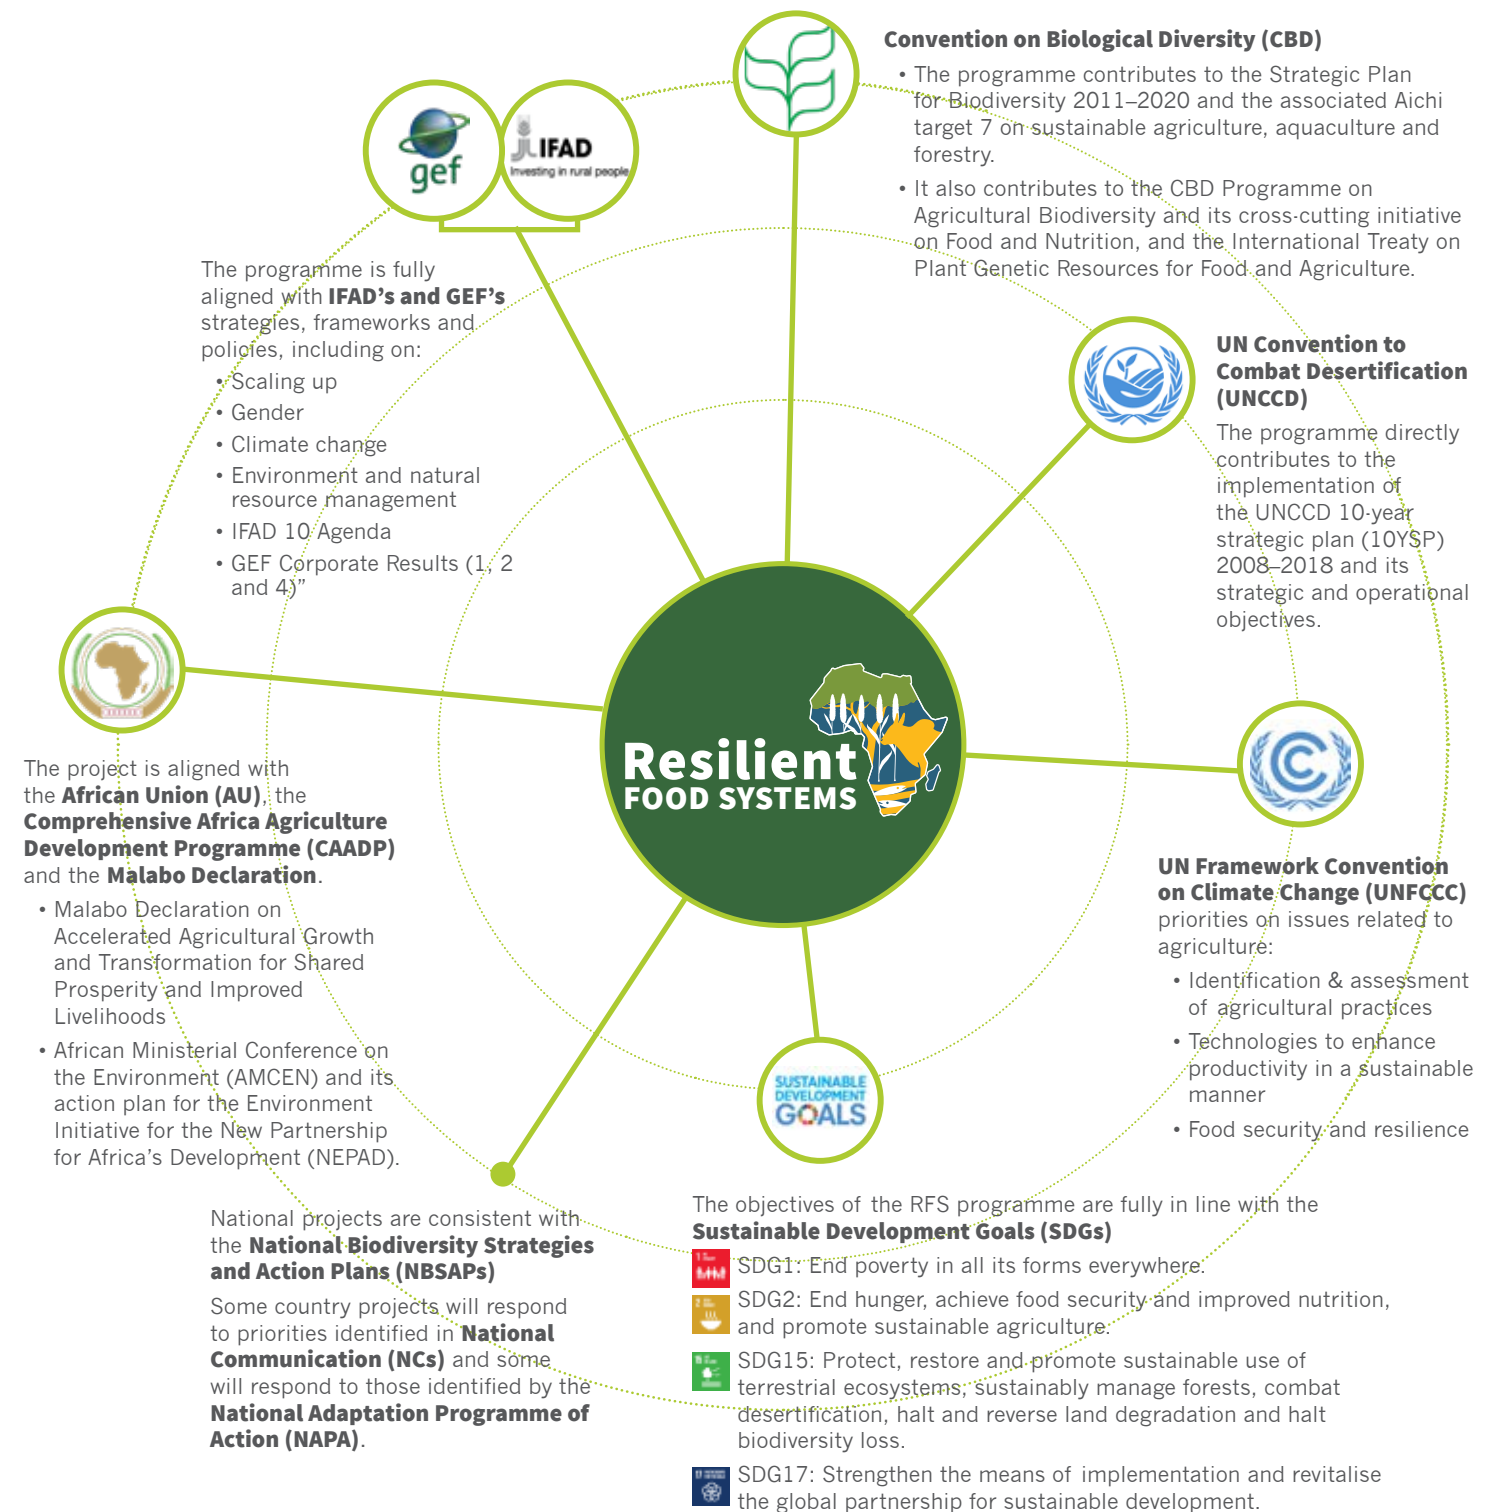 Convention on Biological Diversity (CBD)
• The programme contributes to the Strategic Plan
for Biodiversity 2011–2020 and the associated Aichi
target 7 on sustainable agriculture, aquaculture and
forestry.
• It also contributes to the CBD Programme on
Agricultural Biodiversity and its cross-cutting initiative
on Food and Nutrition, and the International Treaty on
Plant Genetic Resources for Food and Agriculture.
gef
IFAD
Investing in rural people
The programme is fully
aligned with IFAD’s and GEF’s
strategies, frameworks and
policies, including on:
• Scaling up
• Gender
• Climate change
• Environment and natural
resource management
• IFAD 10 Agenda
• GEF Corporate Results (1, 2
and 4)”
UN Convention to
Combat Desertification
(UNCCD)
The programme directly
contributes to the
implementation of
the UNCCD 10-year
strategic plan (10YSP)
2008–2018 and its
strategic and operational
objectives.
Resilient
FOOD SYSTEMS
The project is aligned with
the African Union (AU), the
Comprehensive Africa Agriculture
Development Programme (CAADP)
and the Malabo Declaration.
• Malabo Declaration on
Accelerated Agricultural Growth
and Transformation for Shared
Prosperity and Improved
Livelihoods
• African Ministerial Conference on
the Environment (AMCEN) and its
action plan for the Environment
Initiative for the New Partnership
for Africa’s Development (NEPAD).
UN Framework Convention
on Climate Change (UNFCCC)
priorities on issues related to
agriculture:
• Identification & assessment
of agricultural practices
• Technologies to enhance
productivity in a sustainable
manner
• Food security and resilience
SUSTAINABLE
DEVELOPMENT
GOALS
National projects are consistent with
the National Biodiversity Strategies
and Action Plans (NBSAPs)
Some country projects will respond
to priorities identified in National
Communication (NCs) and some
will respond to those identified by the
National Adaptation Programme of
Action (NAPA).
The objectives of the RFS programme are fully in line with the
Sustainable Development Goals (SDGs)
SDG1: End poverty in all its forms everywhere.
SDG2: End hunger, achieve food security and improved nutrition,
and promote sustainable agriculture.
SDG15: Protect, restore and promote sustainable use of
terrestrial ecosystems, sustainably manage forests, combat
desertification, halt and reverse land degradation and halt
biodiversity loss.
SDG17: Strengthen the means of implementation and revitalise
the global partnership for sustainable development.